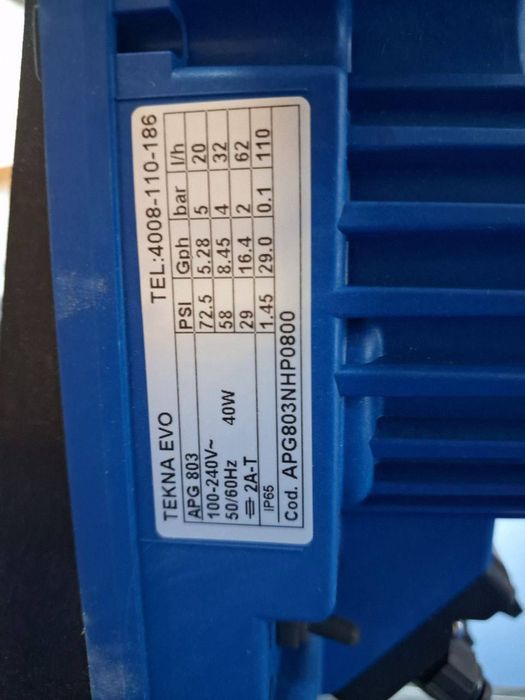 TEKNA EVO TEL:4008-110-186
APG 803 PSI Gph bar l/h
100-240V~ 72.5 5.28 5 20
50/60Hz 40W 58 8.45 4 32
2A-T 29 16.4 2 62
IP65 1.45 29.0 0.1 110
Cod. APG803NHP0800